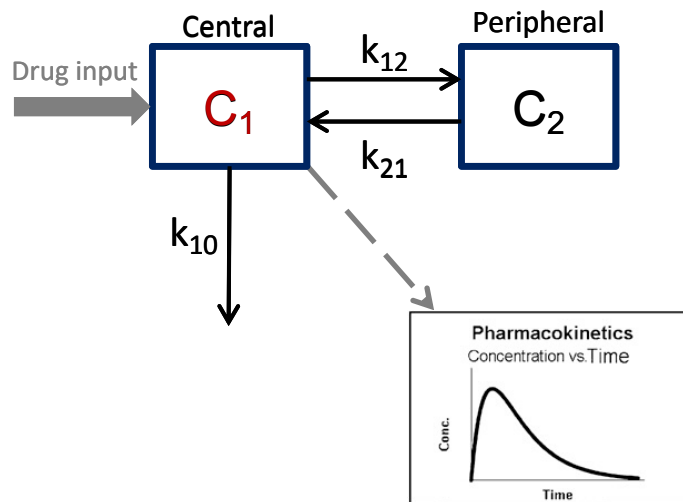 Central
Peripheral
Drug input
k12
C1
C2
k21
k10
Pharmacokinetics
Concentration vs.Time
Conc.
Time